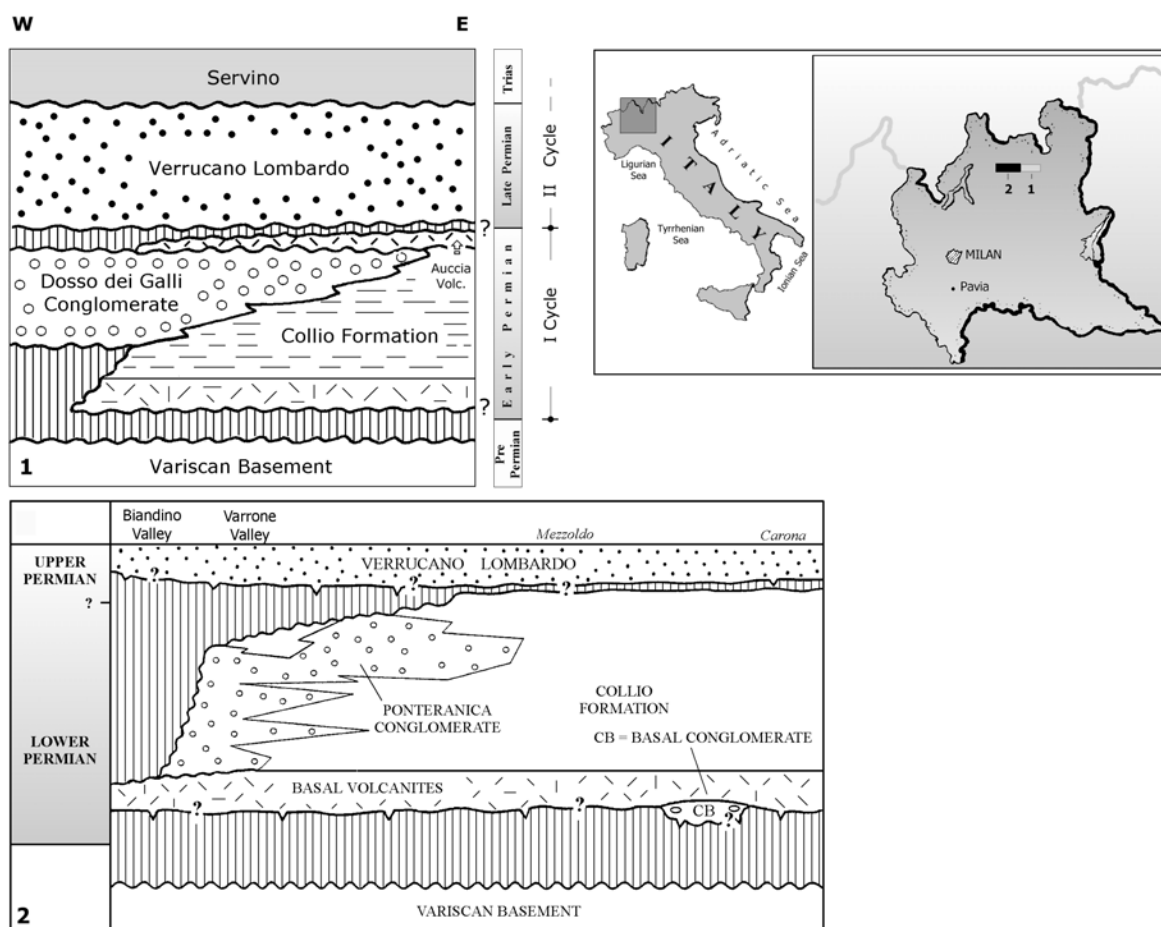 W
E
Servino
Verrucano Lombardo
Dosso dei Galli
Conglomerate
Auccia
Volc.
Collio Formation
Variscan Basement
1
?
?
Trias
Late Permian
Early Permian
Pre
Permian
II Cycle
I Cycle
ITALY
Adriatic Sea
Ligurian
Sea
Tyrrhenian
Sea
Ionian Sea
2 1
MILAN
Pavia
Biandino
Valley
Varrone
Valley
Mezzoldo
Carona
UPPER
PERMIAN
?
LOWER
PERMIAN
VERRUCANO LOMBARDO
?
?
?
PONTERANICA
CONGLOMERATE
COLLIO
FORMATION
CB = BASAL CONGLOMERATE
BASAL VOLCANITES
?
?
CB
?
VARISCAN BASEMENT
2